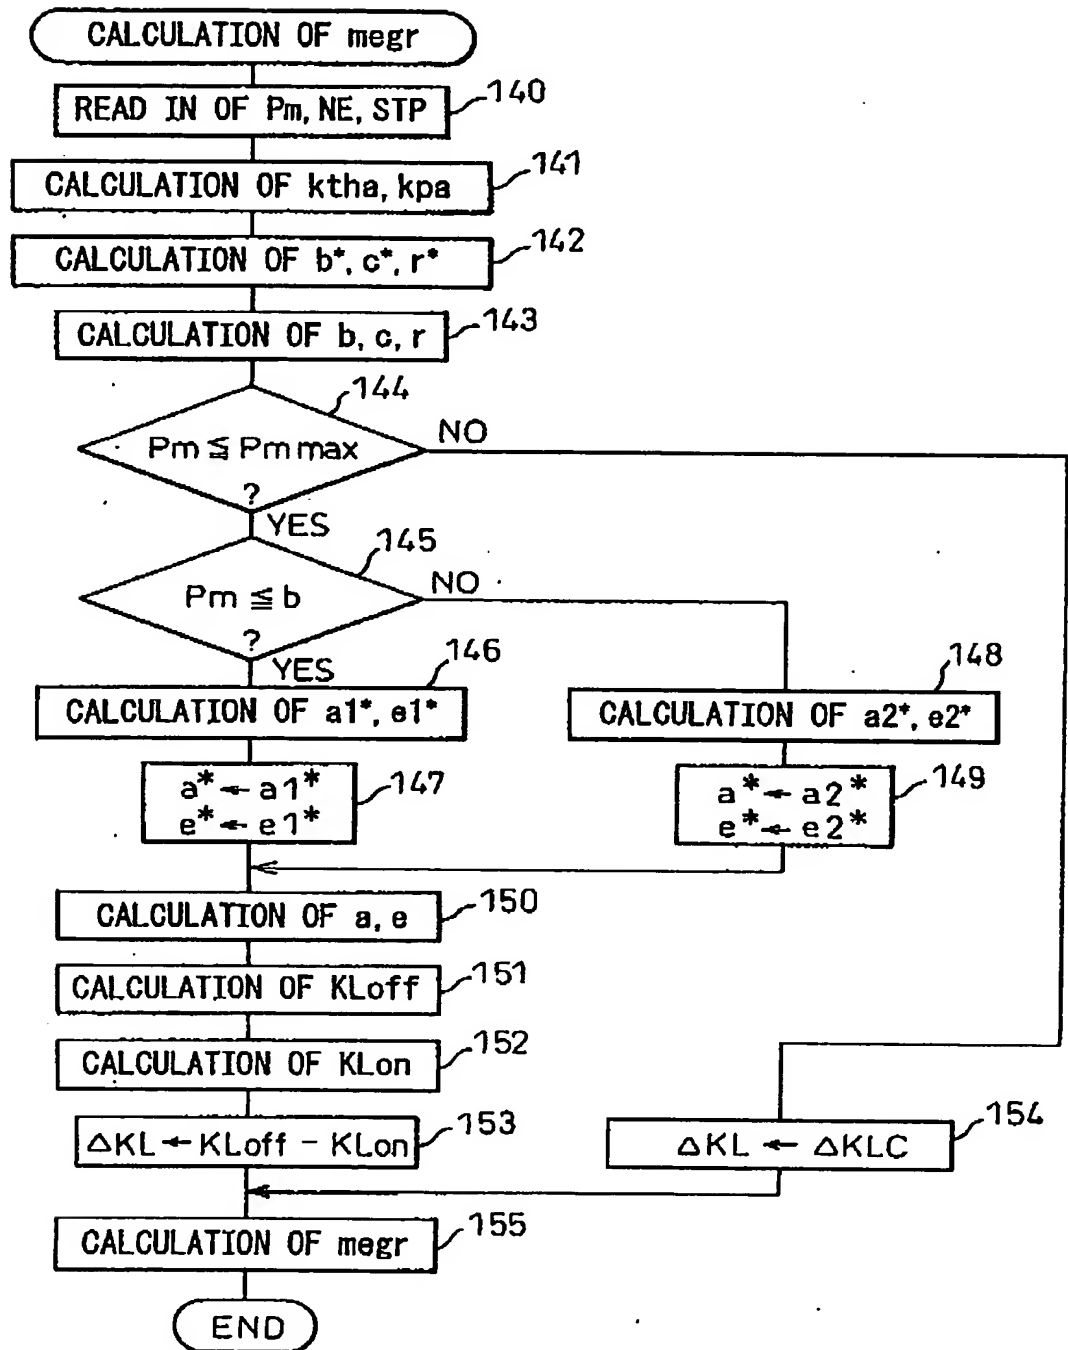 CALCULATION OF megr
READ IN OF Pm, NE, STP
140
CALCULATION OF ktha, kpa
141
CALCULATION OF b*, c*, r*
142
CALCULATION OF b, c, r
143
144
Pm ≦ Pm max
?
NO
YES
145
Pm ≦ b
?
NO
YES
146
CALCULATION OF a1*, e1*
148
CALCULATION OF a2*, e2*
a* ← a1*
e* ← e1*
147
a* ← a2*
e* ← e2*
149
CALCULATION OF a, e
150
CALCULATION OF KLoff
151
CALCULATION OF KLon
152
△KL ← KLoff - KLon
153
△KL ← △KLC
154
CALCULATION OF megr
155
END